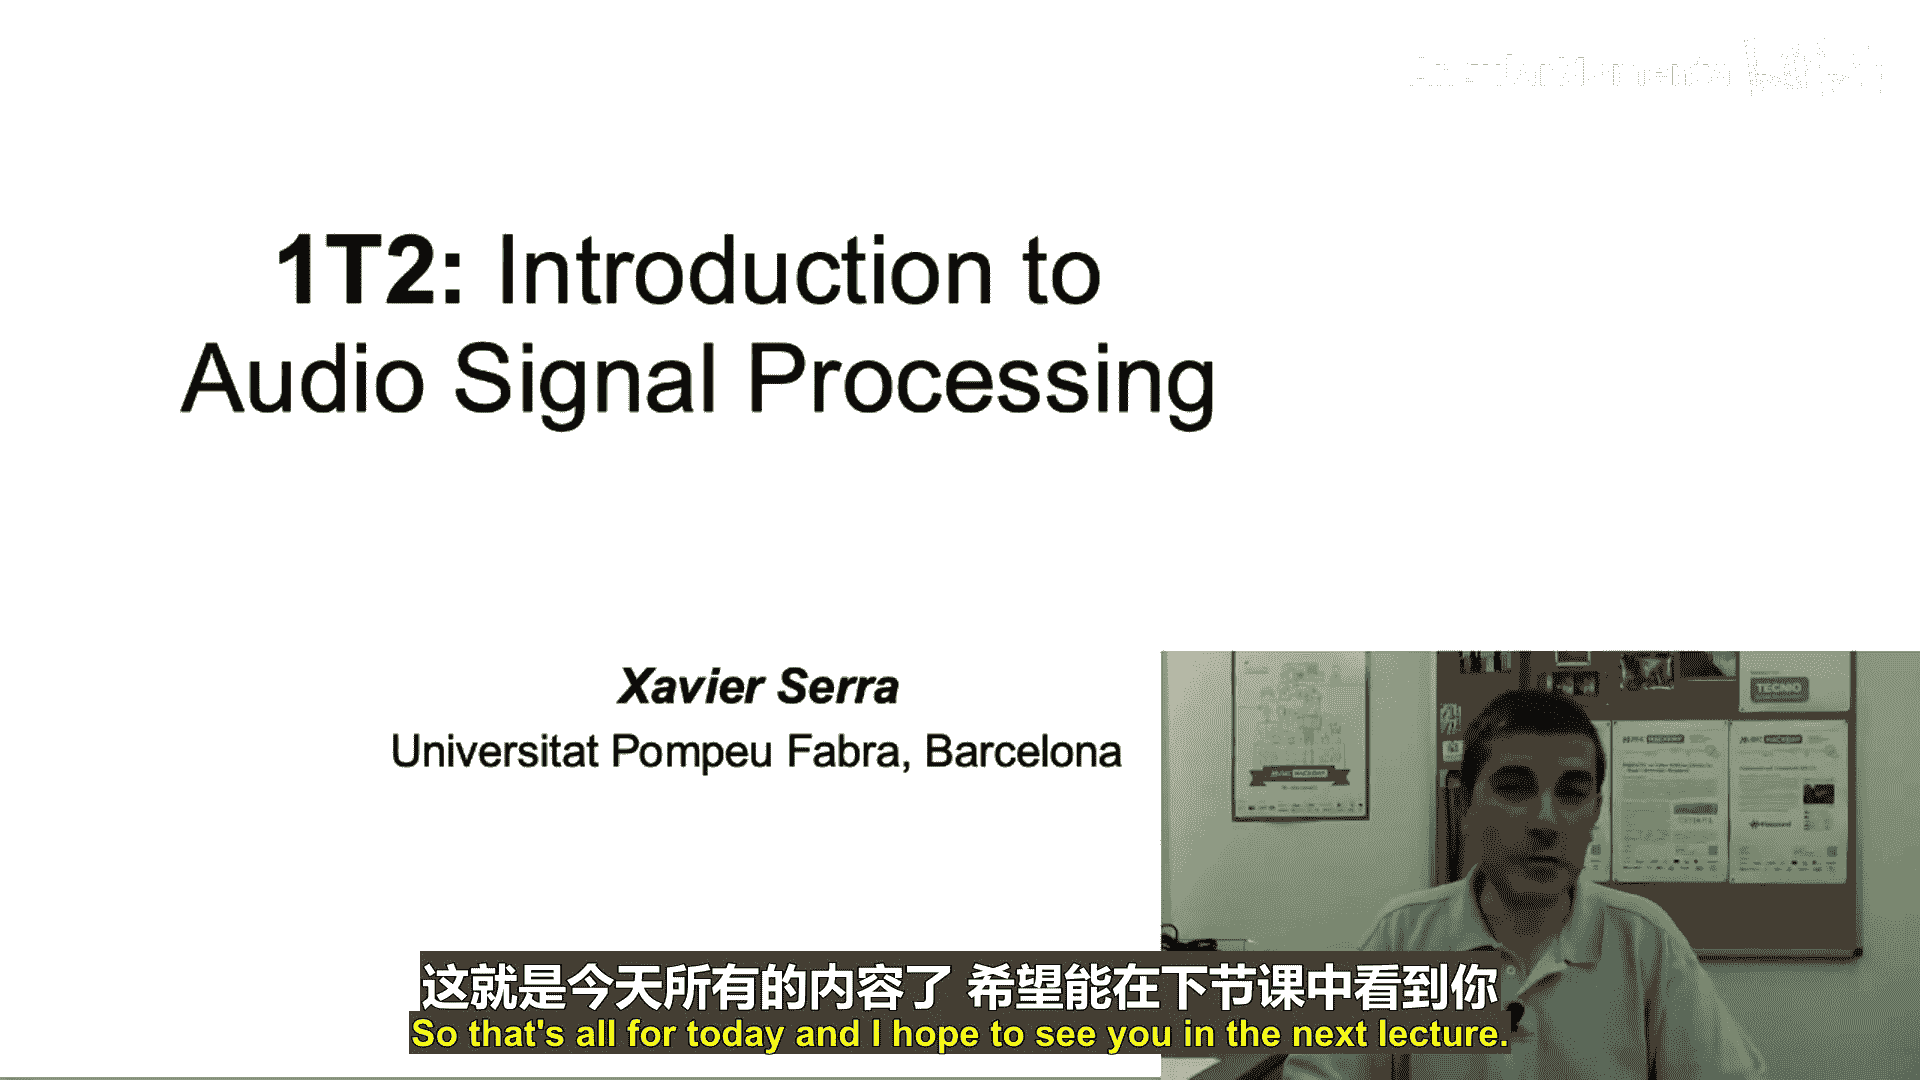 1T2: Introduction to
Audio Signal Processing
Xavier Serra
Universitat Pompeu Fabra, Barcelona
TECMO
这就是今天所有的内容了 希望能在下节课中看到你
So that's all for today and I hope to see you in the next lecture.